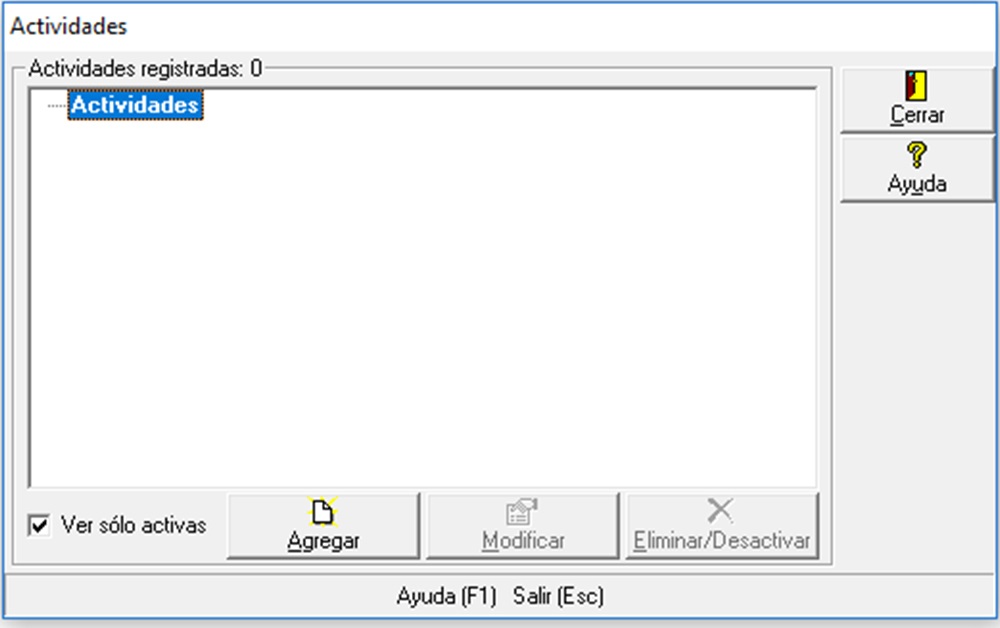 Actividades
Actividades registradas: 0
Actividades
Cerrar
Ayuda
Ver sólo activas
Agregar
Modificar
Eliminar/Desactivar
Ayuda (F1) Salir (Esc)